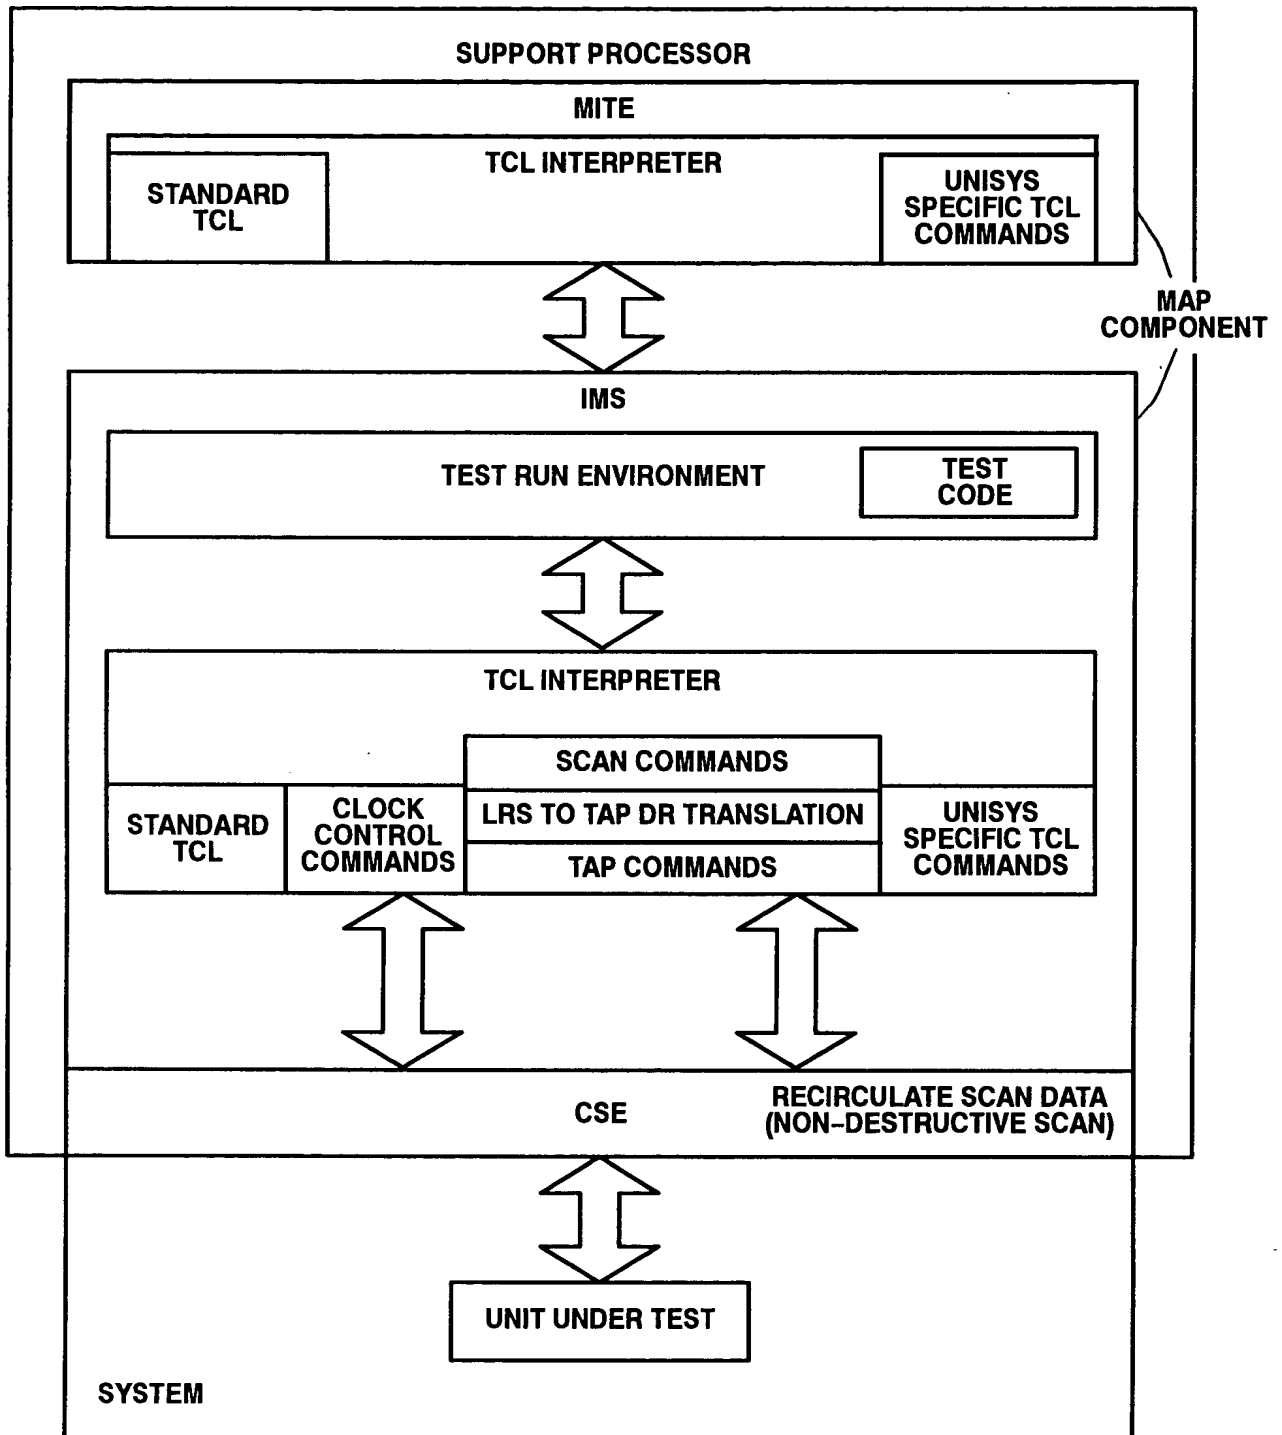 SUPPORT PROCESSOR
MITE
TCL INTERPRETER
STANDARD
TCL
UNISYS
SPECIFIC TCL
COMMANDS
MAP
COMPONENT
IMS
TEST RUN ENVIRONMENT
TEST
CODE
TCL INTERPRETER
SCAN COMMANDS
LRS TO TAP DR TRANSLATION
TAP COMMANDS
STANDARD
TCL
CLOCK
CONTROL
COMMANDS
UNISYS
SPECIFIC TCL
COMMANDS
CSE
RECIRCULATE SCAN DATA
(NON-DESTRUCTIVE SCAN)
UNIT UNDER TEST
SYSTEM